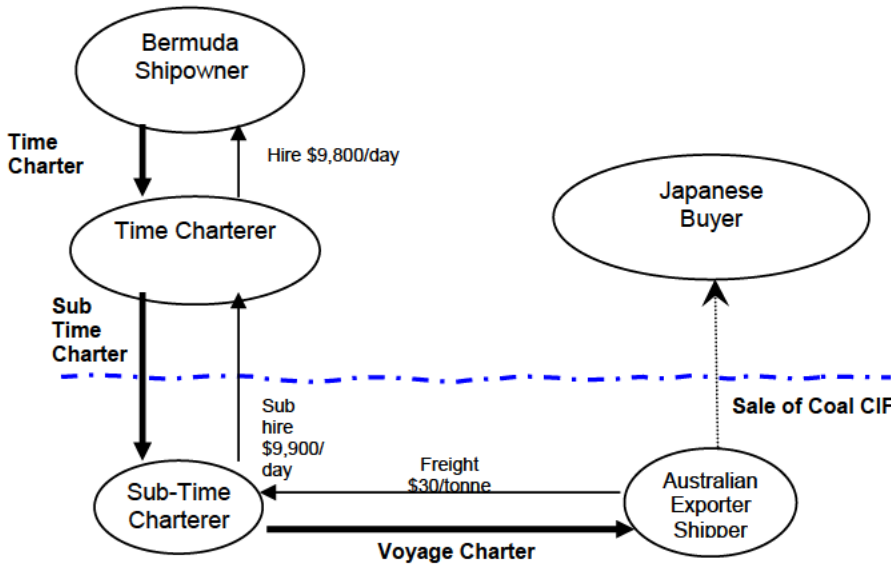 Bermuda
Shipowner
Time
Charter
Hire $9,800/day
Time Charterer
Japanese
Buyer
Sub
Time
Charter
Sale of Coal CIF
Sub
hire
$9,900/
day
Freight
$30/tonne
Sub-Time
Charterer
Australian
Exporter
Shipper
Voyage Charter